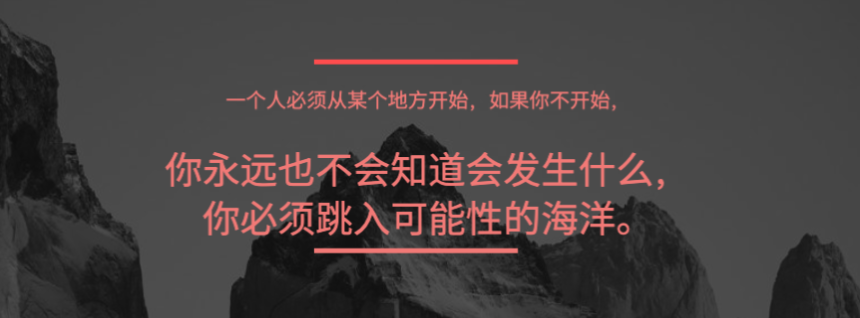 一个人必须从某个地方开始，如果你不开始，
你永远也不会知道会发生什么，
你必须跳入可能性的海洋。